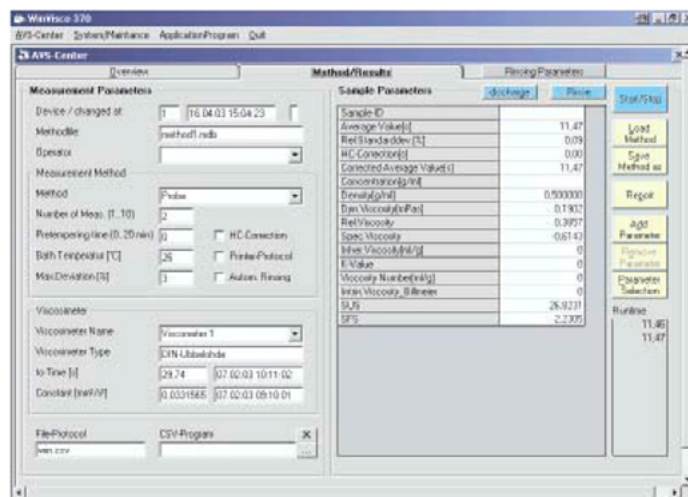 WinVisco 370
AVS-Center System/Maintance ApplicationProgram Quit
AVS-Center
Overview Method/Results Rinsing Parameters
Measurement Parameters
Device / changed at: 1 16.04.03 15:04:23
Methodfile: method1.mdb
Operator
Measurement Method
Method Probe
Number of Meas. (1..10) 2
Pretempering time (0..20 min) 0 HC-Correction
Bath Temperatur [°C] 25 Printer-Protocol
Max.Deviation [%] 3 Autom. Rinsing
Viscosimeter
Viscosimeter Name Viscosimeter 1
Viscosimeter Type DIN-Ubbelohde
to-Time [s] 29,74 07.02.03 10:11:02
Constant 0.0331565 07.02.03 09:10:01
File-Protocol CSV-Program X
win.csv ...
Sample Parameters discharge Rinse
Sample-ID
Average Value[s] 11,47
Rel.Standarddev.[%] 0,09
HC-Correction[s] 0,00
Corrected Average Value[s] 11,47
Concentration[g/ml]
Density[g/ml] 0,500000
Dyn.Viscosity[mPas] 0,1902
Rel.Viscosity 0,3857
Spec.Viscosity -0,6143
Inher.Viscosity[ml/g] 0
K-Value 0
Viscosity Number[ml/g] 0
Intrin.Viscosity_Billmeier 0
SUS 26,9231
SFS 2,2305
Start/Stop
Load
Method
Save
Method as
Report
Add
Parameter
Remove
Parameter
Parameter
Selection
Runtime
11,46
11,47